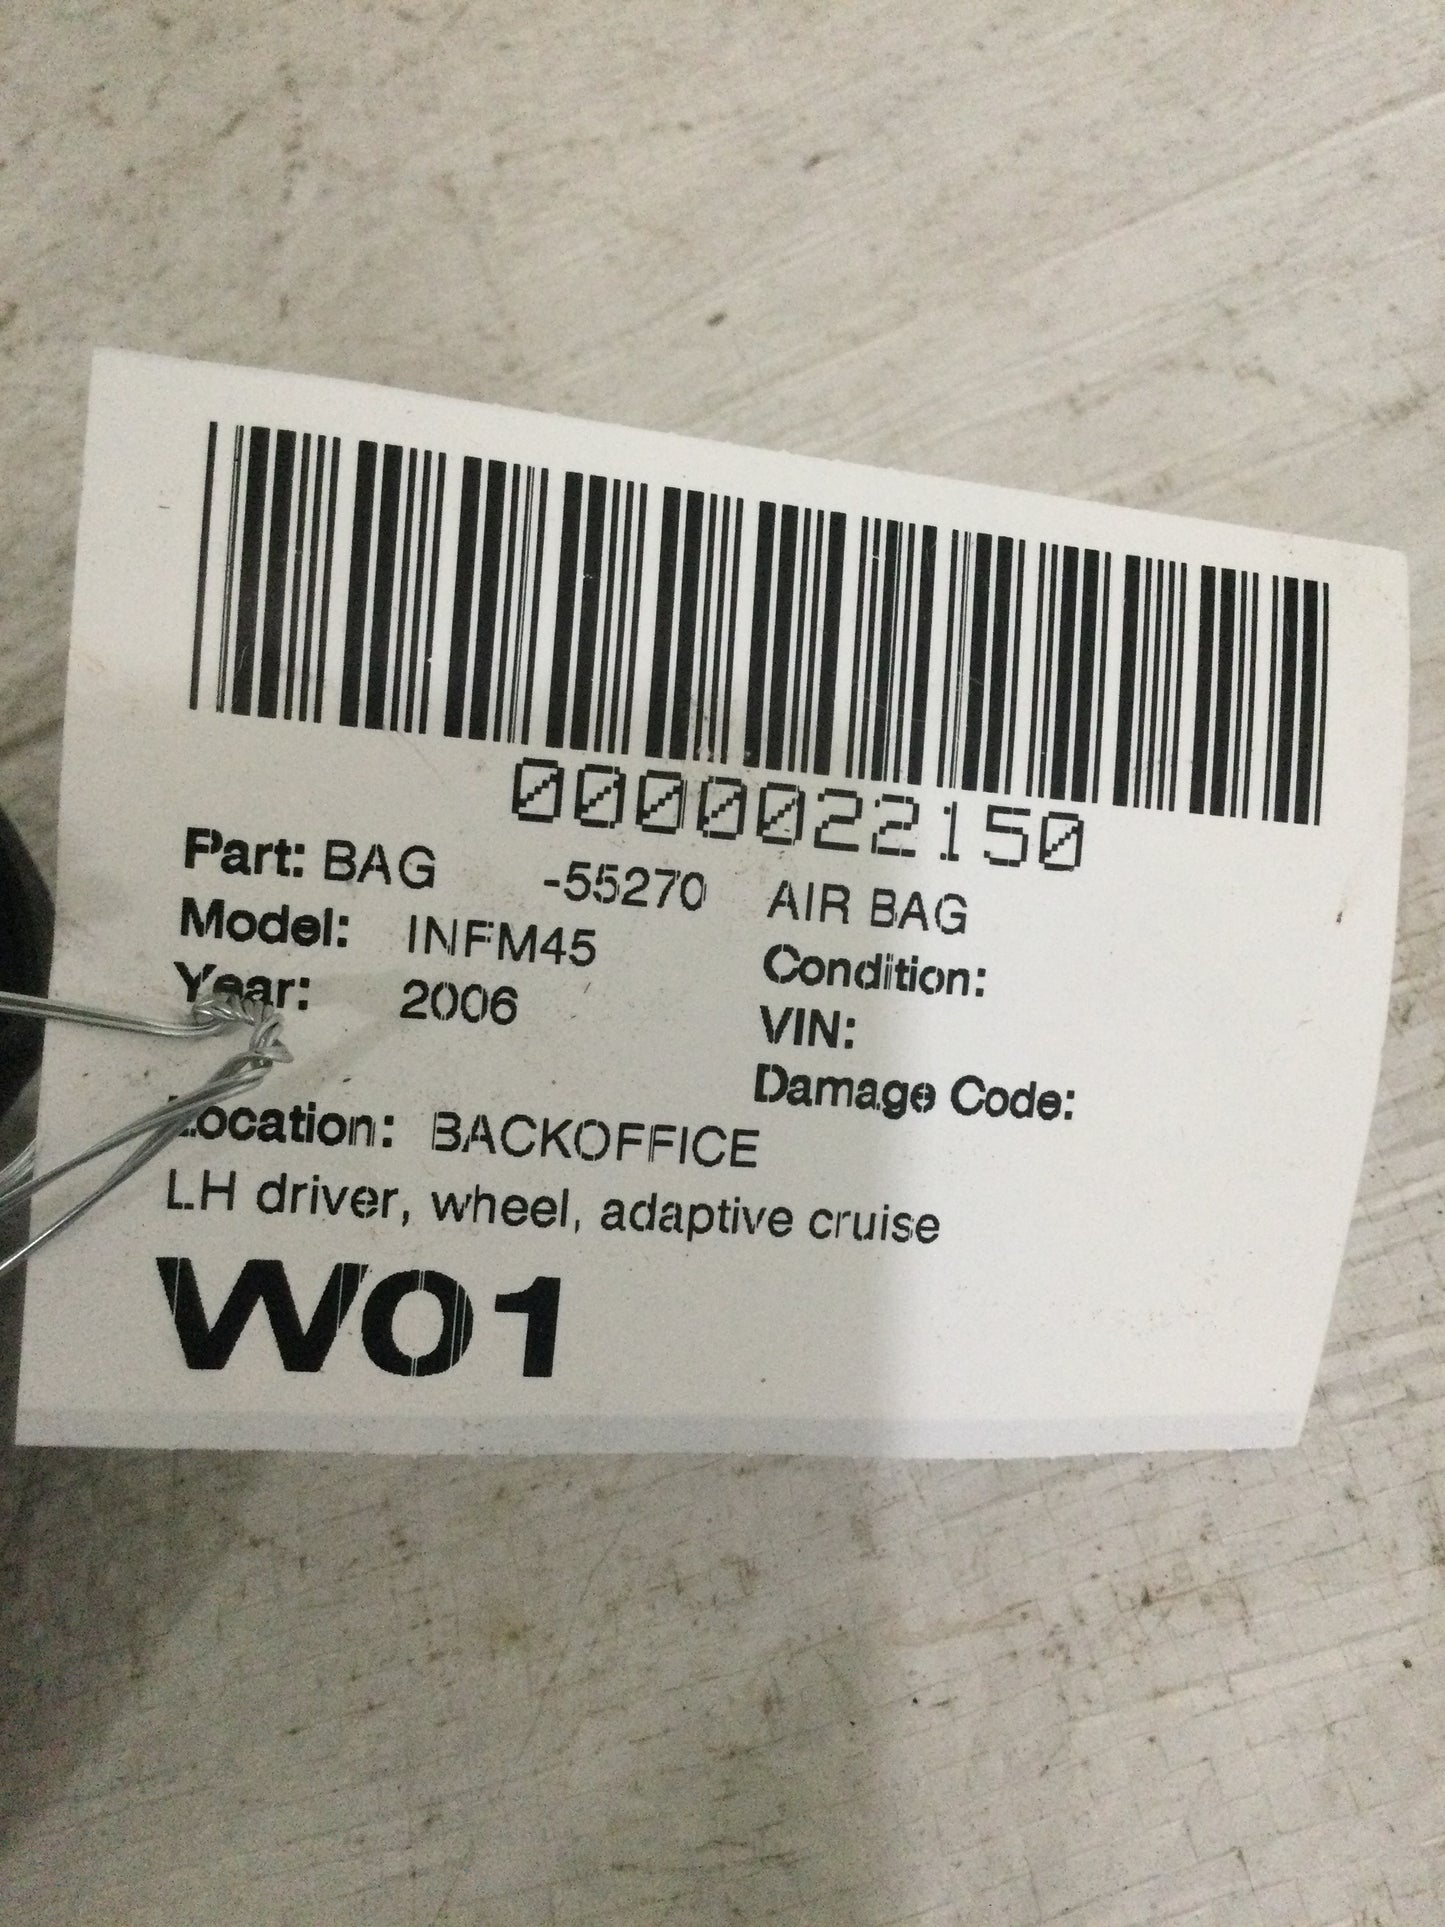 0000022150
Part: BAG -55270 AIR BAG
Model: INFM45 Condition:
Year: 2006 VIN:
Damage Code:
Location: BACKOFFICE
LH driver, wheel, adaptive cruise
W01